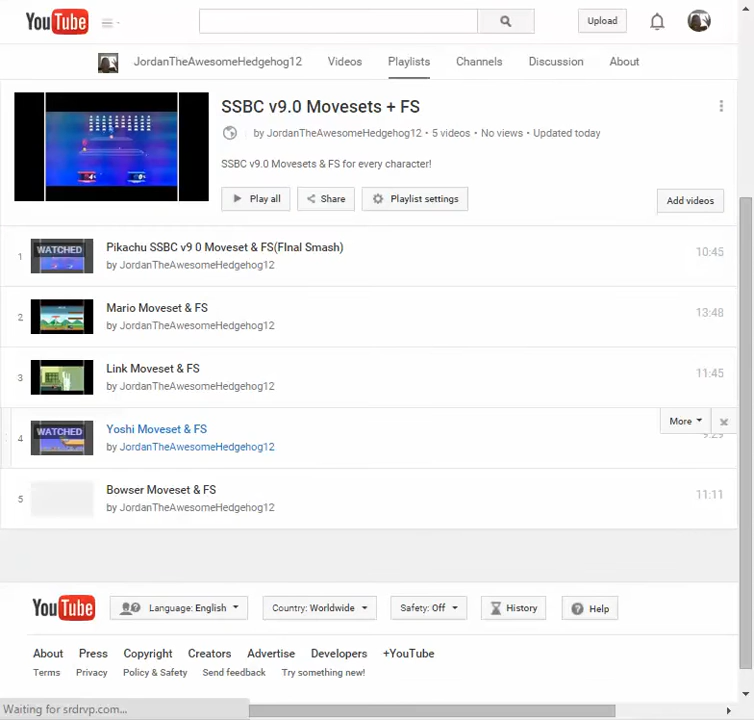 YouTube
Upload
JordanTheAwesomeHedgehog12 Videos Playlists Channels Discussion About
SSBC v9.0 Movesets + FS
by JordanTheAwesomeHedgehog12 • 5 videos • No views • Updated today
SSBC v9.0 Movesets & FS for every character!
Play all Share Playlist settings Add videos
1 WATCHED Pikachu SSBC v9 0 Moveset & FS(FInal Smash) 10:45
by JordanTheAwesomeHedgehog12
2 Mario Moveset & FS 13:48
by JordanTheAwesomeHedgehog12
3 Link Moveset & FS 11:45
by JordanTheAwesomeHedgehog12
More
4 WATCHED Yoshi Moveset & FS 9:29
by JordanTheAwesomeHedgehog12
5 Bowser Moveset & FS 11:11
by JordanTheAwesomeHedgehog12
YouTube Language: English Country: Worldwide Safety: Off History Help
About Press Copyright Creators Advertise Developers +YouTube
Terms Privacy Policy & Safety Send feedback Try something new!
Waiting for srdrvp.com...